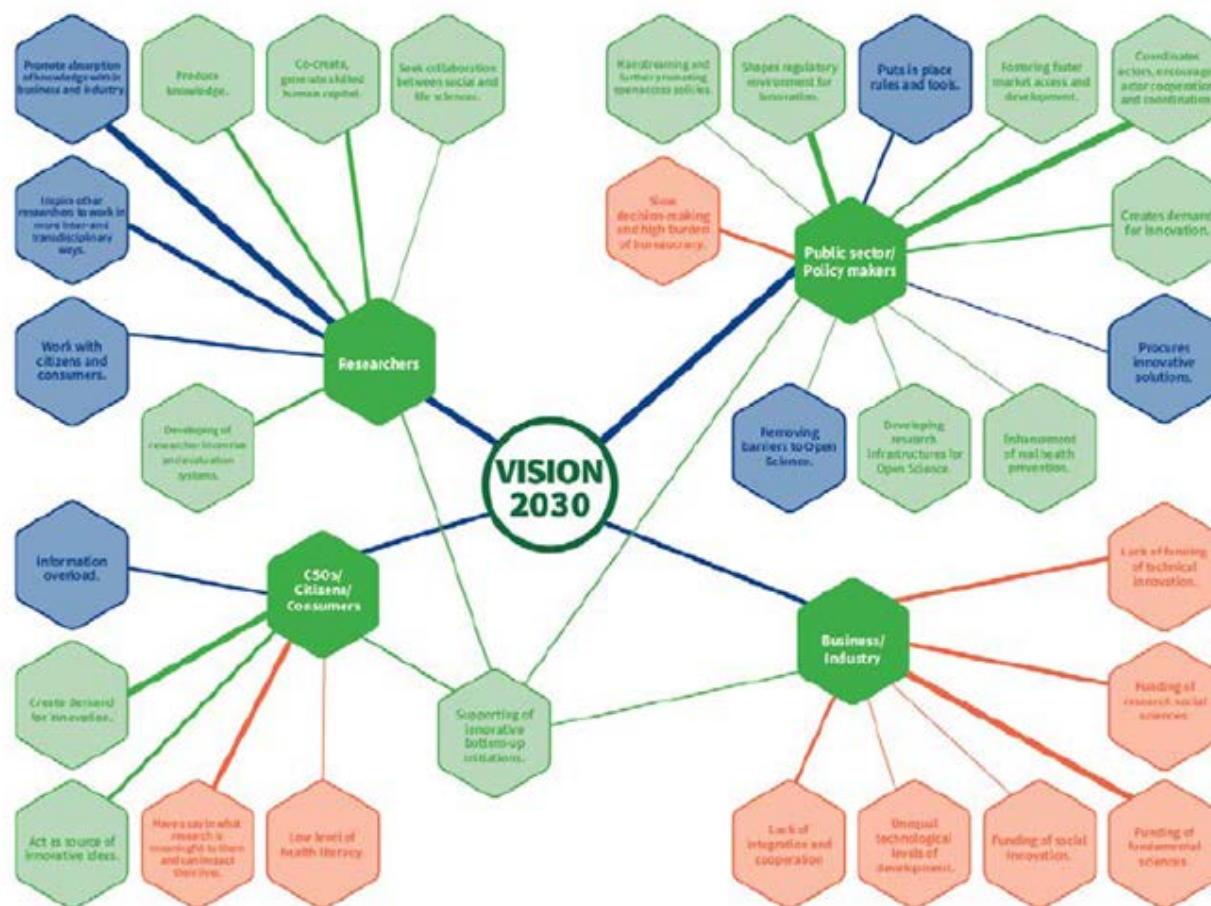 Promote absorption
of knowledge within
business and industry.
Produce
knowledge.
Co-create,
generate skilled
human capital.
Seek collaboration
between social and
life sciences.
Mainstreaming and
further promoting
open access policies.
Shapes regulatory
environment for
innovation.
Puts in place
rules and tools.
Fostering faster
market access and
development.
Coordinates
actors, encourages
actor cooperation
and coordination.
Inspire other
researchers to work in
more inter-and
transdisciplinary
ways.
Slow
decision-making
and high burden
of bureaucracy.
Public sector/
Policy makers
Creates demand
for innovation.
Work with
citizens and
consumers.
Researchers
Procures
innovative
solutions.
Developing of
researcher incentive
and evaluation
systems.
VISION
2030
Removing
barriers to Open
Science.
Developing
research
infrastructures for
Open Science.
Enhancement
of real health
prevention.
Information
overload.
CSOs/
Citizens/
Consumers
Business/
Industry
Lack of funding
of technical
innovation.
Create demand
for innovation.
Supporting of
innovative
bottom-up
initiations.
Funding of
research social
sciences.
Act as source of
innovative ideas.
Have a say in what
research is
meaningful to them
and can impact
their lives.
Low level of
health literacy.
Lack of
integration and
cooperation
Unequal
technological
levels of
development.
Funding of social
innovation.
Funding of
fundamental
sciences.